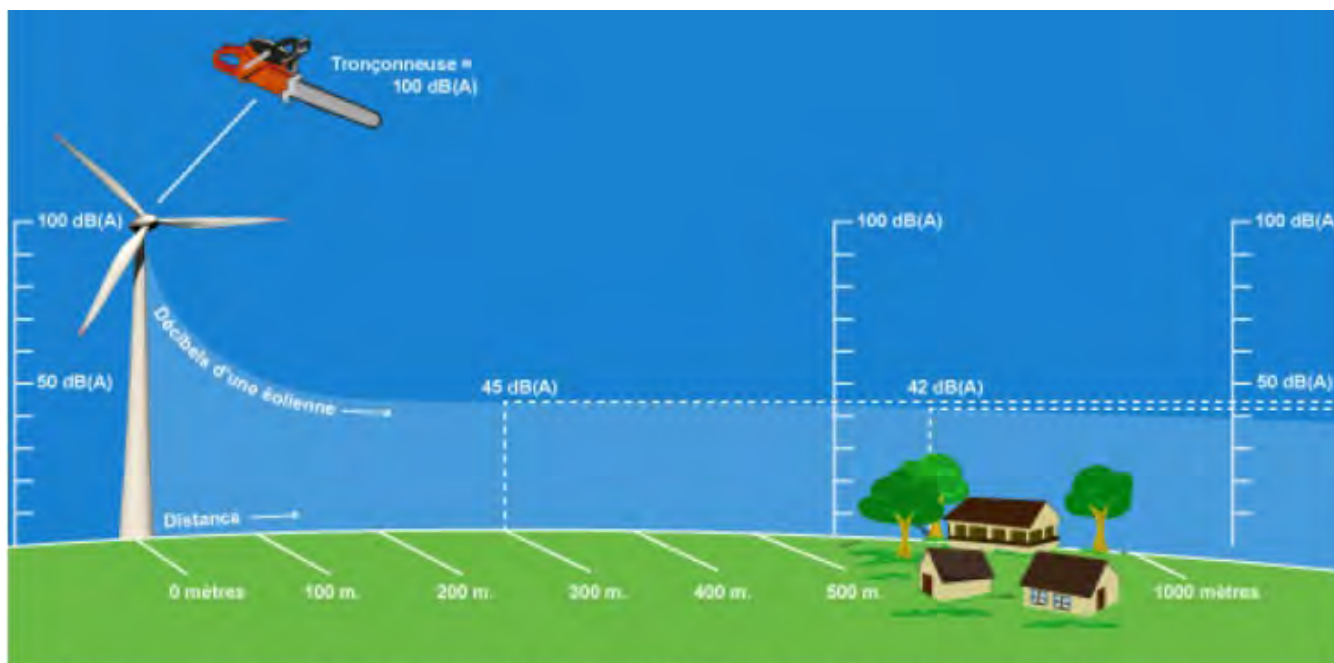 Tronçonneuse =
100 dB(A)
100 dB(A)
100 dB(A)
100 dB(A
Décibels d'une éolienne
50 dB(A)
45 dB(A)
42 dB(A)
50 dB(A)
Distance
0 mètres
100 m.
200 m.
300 m.
400 m.
500 m.
1000 mètres